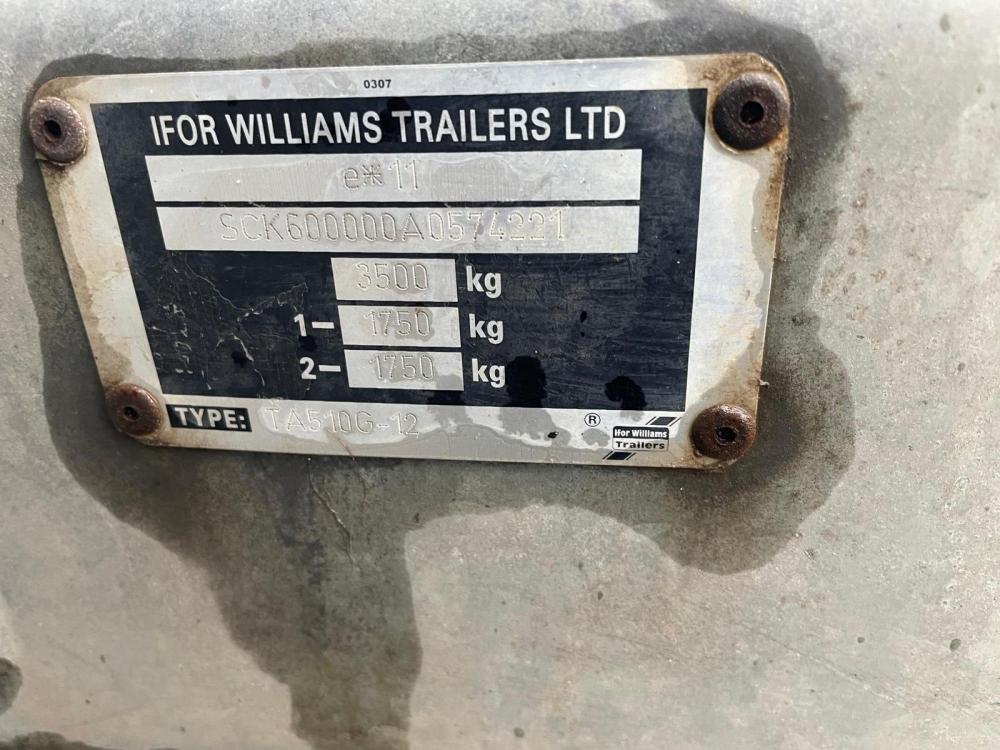 0307
IFOR WILLIAMS TRAILERS LTD
e*11
SCK600000A0574221
3500 kg
1- 1750 kg
2- 1750 kg
TYPE: TA510G-12
®
Ifor Williams
Trailers